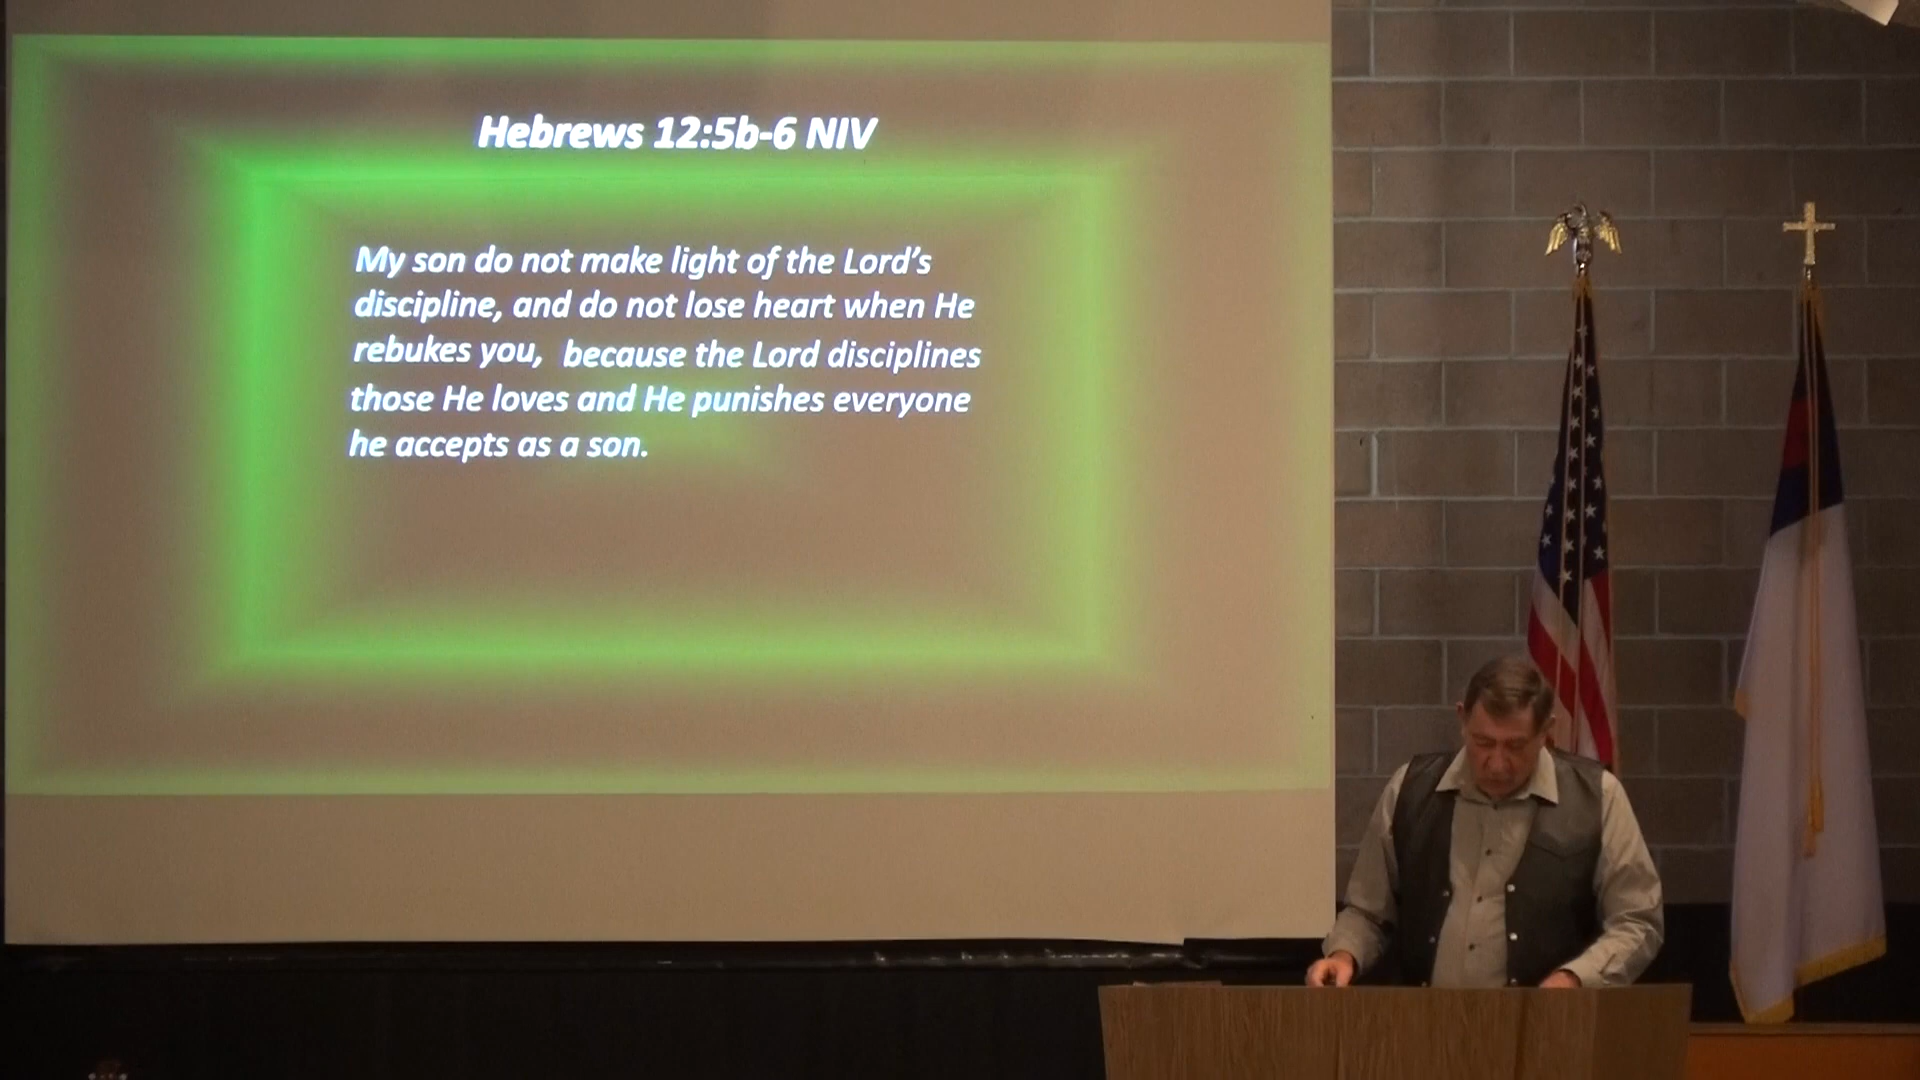 Hebrews 12:5b-6 NIV
My son do not make light of the Lord's
discipline, and do not lose heart when He
rebukes you, because the Lord disciplines
those He loves and He punishes everyone
he accepts as a son.